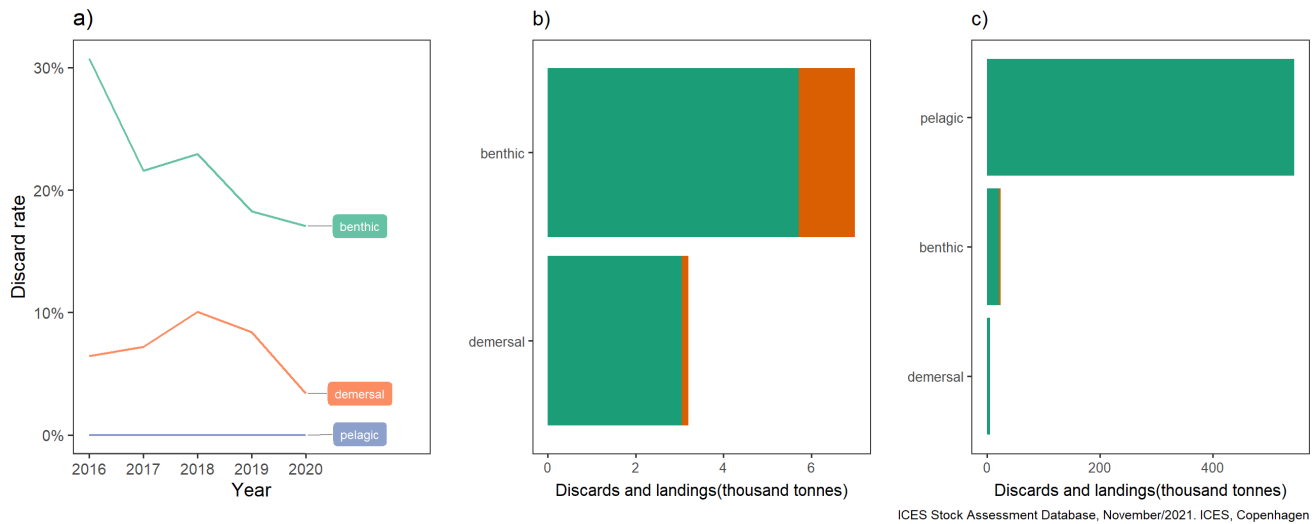 a)
30%
20%
10%
0%
Discard rate
benthic
demersal
pelagic
2016 2017 2018 2019 2020
Year
b)
benthic
demersal
0 2 4 6
Discards and landings(thousand tonnes)
c)
pelagic
benthic
demersal
0 200 400
Discards and landings(thousand tonnes)
ICES Stock Assessment Database, November/2021. ICES, Copenhagen